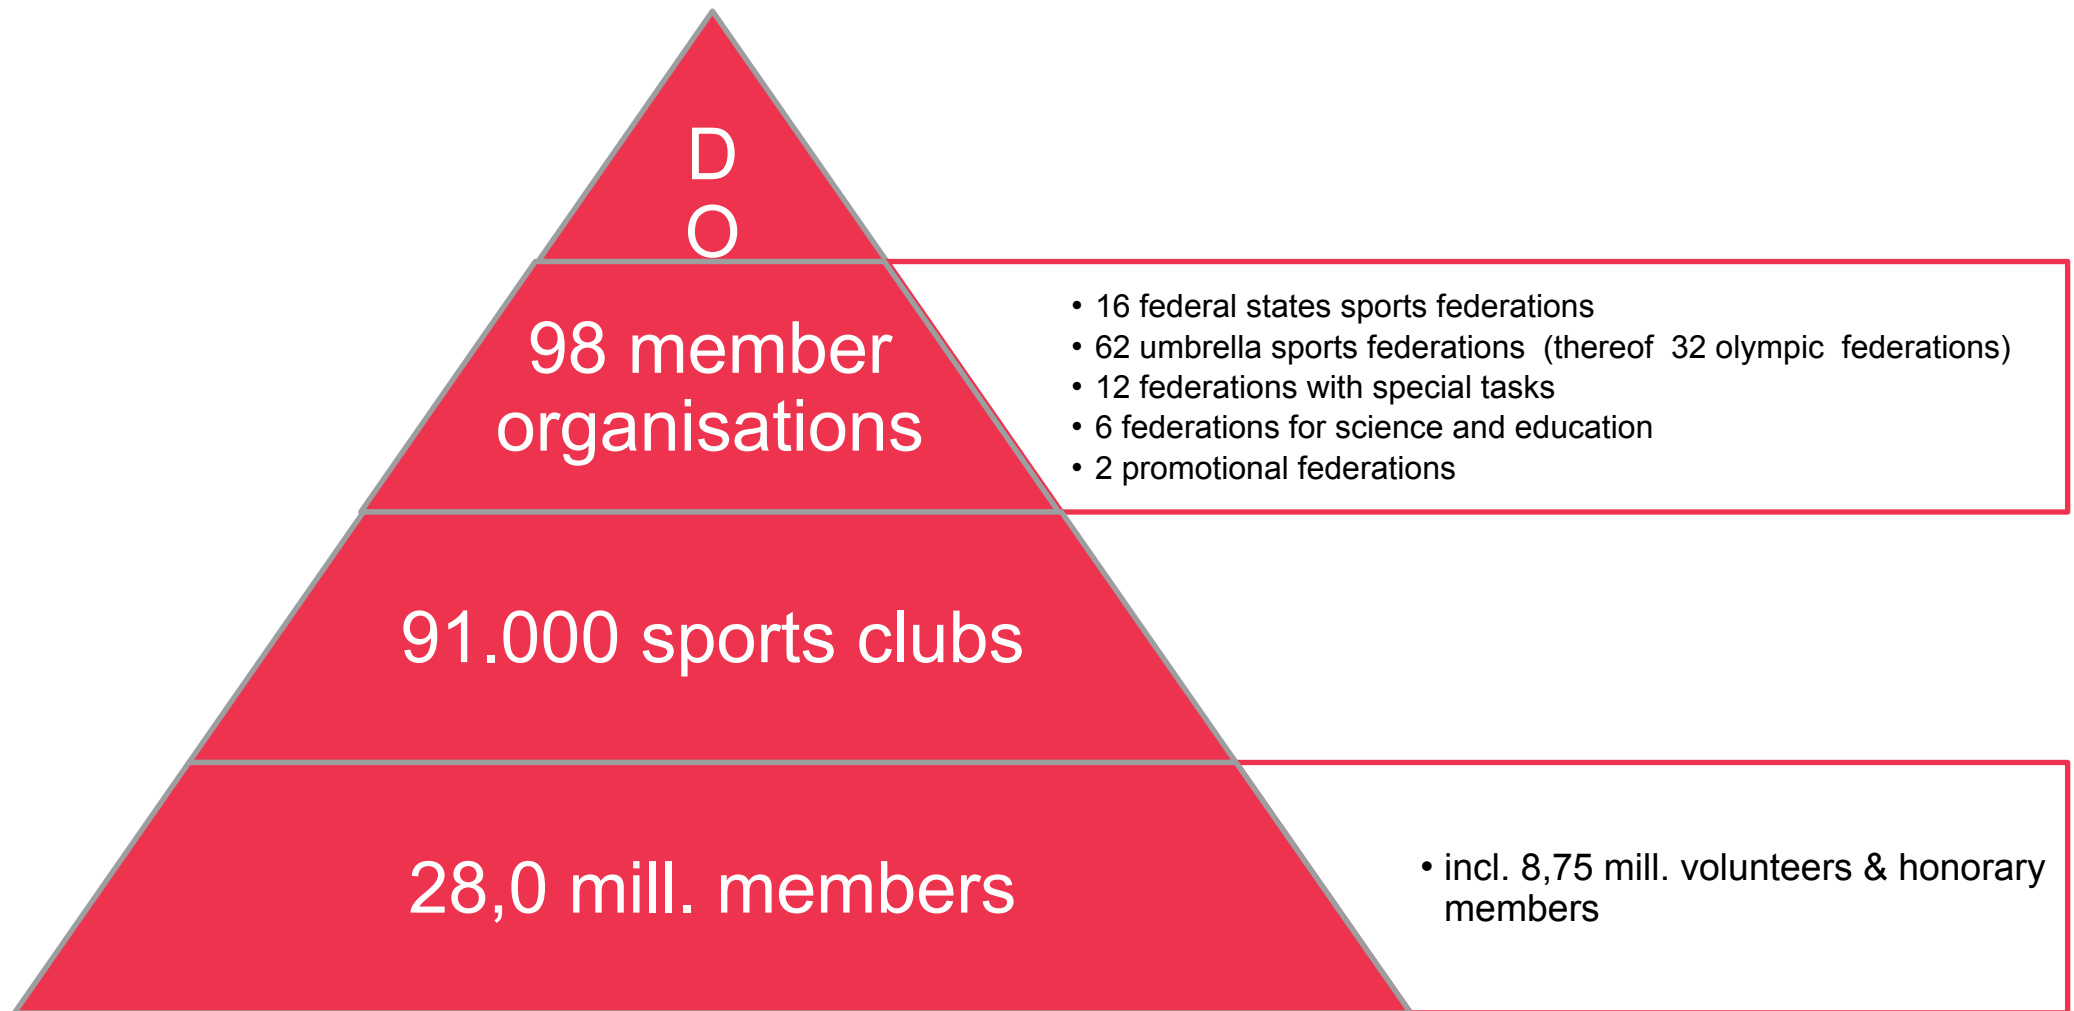 D
O
98 member
organisations
• 16 federal states sports federations
• 62 umbrella sports federations (thereof 32 olympic federations)
• 12 federations with special tasks
• 6 federations for science and education
• 2 promotional federations
91.000 sports clubs
28,0 mill. members
• incl. 8,75 mill. volunteers & honorary
members